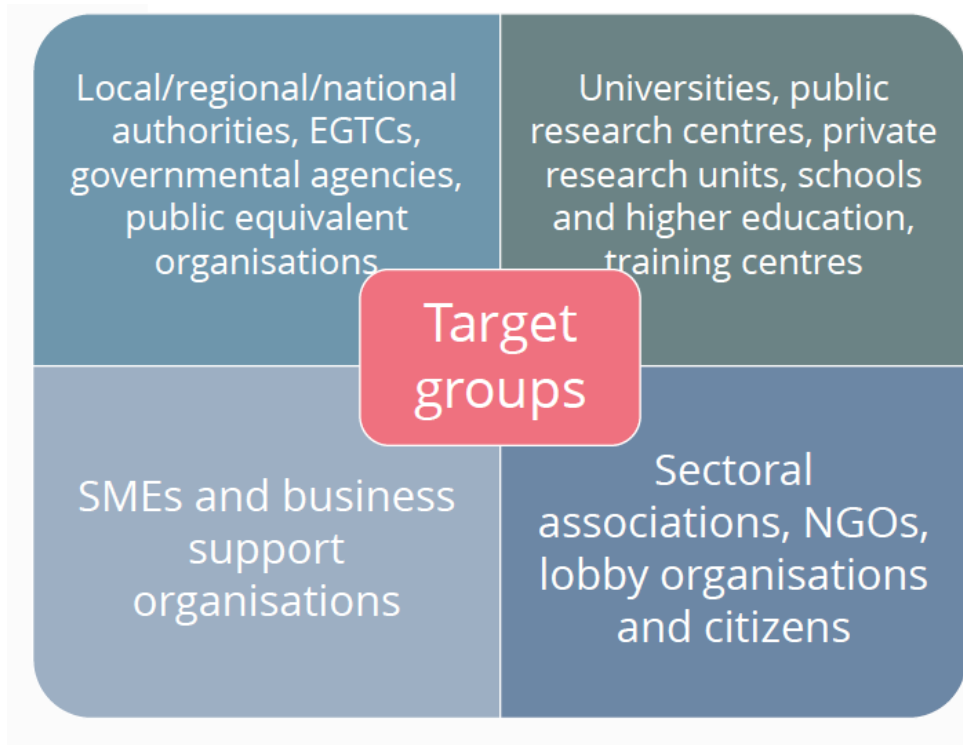 Local/regional/national
authorities, EGTCs,
governmental agencies,
public equivalent
organisations
Universities, public
research centres, private
research units, schools
and higher education,
training centres
Target
groups
SMEs and business
support
organisations
Sectoral
associations, NGOs,
lobby organisations
and citizens